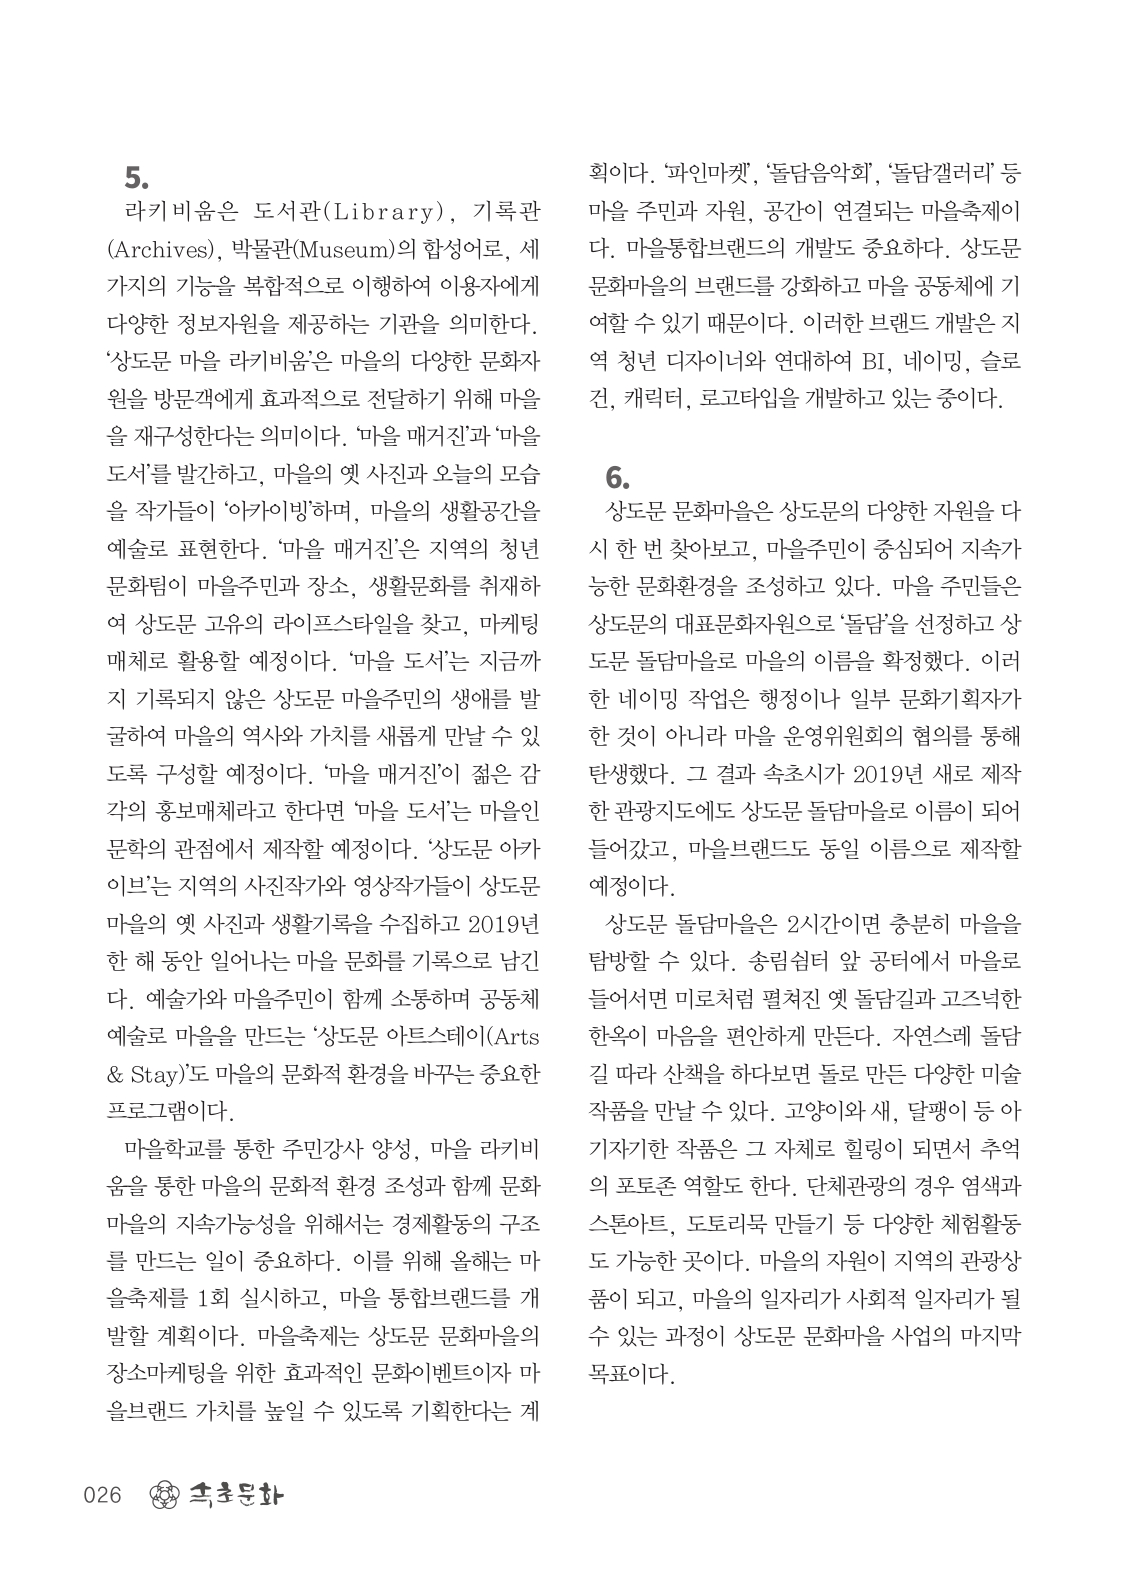 5.
라키비움은 도서관(Library), 기록관
(Archives), 박물관(Museum)의 합성어로, 세
가지의 기능을 복합적으로 이행하여 이용자에게
다양한 정보자원을 제공하는 기관을 의미한다.
‘상도문 마을 라키비움’은 마을의 다양한 문화자
원을 방문객에게 효과적으로 전달하기 위해 마을
을 재구성한다는 의미이다. ‘마을 매거진’과 ‘마을
도서’를 발간하고, 마을의 옛 사진과 오늘의 모습
을 작가들이 ‘아카이빙’하며, 마을의 생활공간을
예술로 표현한다. ‘마을 매거진’은 지역의 청년
문화팀이 마을주민과 장소, 생활문화를 취재하
여 상도문 고유의 라이프스타일을 찾고, 마케팅
매체로 활용할 예정이다. ‘마을 도서’는 지금까
지 기록되지 않은 상도문 마을주민의 생애를 발
굴하여 마을의 역사와 가치를 새롭게 만날 수 있
도록 구성할 예정이다. ‘마을 매거진’이 젊은 감
각의 홍보매체라고 한다면 ‘마을 도서’는 마을인
문학의 관점에서 제작할 예정이다. ‘상도문 아카
이브’는 지역의 사진작가와 영상작가들이 상도문
마을의 옛 사진과 생활기록을 수집하고 2019년
한 해 동안 일어나는 마을 문화를 기록으로 남긴
다. 예술가와 마을주민이 함께 소통하며 공동체
예술로 마을을 만드는 ‘상도문 아트스테이(Arts
& Stay)’도 마을의 문화적 환경을 바꾸는 중요한
프로그램이다.
마을학교를 통한 주민강사 양성, 마을 라키비
움을 통한 마을의 문화적 환경 조성과 함께 문화
마을의 지속가능성을 위해서는 경제활동의 구조
를 만드는 일이 중요하다. 이를 위해 올해는 마
을축제를 1회 실시하고, 마을 통합브랜드를 개
발할 계획이다. 마을축제는 상도문 문화마을의
장소마케팅을 위한 효과적인 문화이벤트이자 마
을브랜드 가치를 높일 수 있도록 기획한다는 계
획이다. ‘파인마켓’, ‘돌담음악회’, ‘돌담갤러리’ 등
마을 주민과 자원, 공간이 연결되는 마을축제이
다. 마을통합브랜드의 개발도 중요하다. 상도문
문화마을의 브랜드를 강화하고 마을 공동체에 기
여할 수 있기 때문이다. 이러한 브랜드 개발은 지
역 청년 디자이너와 연대하여 BI, 네이밍, 슬로
건, 캐릭터, 로고타입을 개발하고 있는 중이다.
6.
상도문 문화마을은 상도문의 다양한 자원을 다
시 한 번 찾아보고, 마을주민이 중심되어 지속가
능한 문화환경을 조성하고 있다. 마을 주민들은
상도문의 대표문화자원으로 ‘돌담’을 선정하고 상
도문 돌담마을로 마을의 이름을 확정했다. 이러
한 네이밍 작업은 행정이나 일부 문화기획자가
한 것이 아니라 마을 운영위원회의 협의를 통해
탄생했다. 그 결과 속초시가 2019년 새로 제작
한 관광지도에도 상도문 돌담마을로 이름이 되어
들어갔고, 마을브랜드도 동일 이름으로 제작할
예정이다.
상도문 돌담마을은 2시간이면 충분히 마을을
탐방할 수 있다. 송림쉼터 앞 공터에서 마을로
들어서면 미로처럼 펼쳐진 옛 돌담길과 고즈넉한
한옥이 마음을 편안하게 만든다. 자연스레 돌담
길 따라 산책을 하다보면 돌로 만든 다양한 미술
작품을 만날 수 있다. 고양이와 새, 달팽이 등 아
기자기한 작품은 그 자체로 힐링이 되면서 추억
의 포토존 역할도 한다. 단체관광의 경우 염색과
스톤아트, 도토리묵 만들기 등 다양한 체험활동
도 가능한 곳이다. 마을의 자원이 지역의 관광상
품이 되고, 마을의 일자리가 사회적 일자리가 될
수 있는 과정이 상도문 문화마을 사업의 마지막
목표이다.
026 속초문화